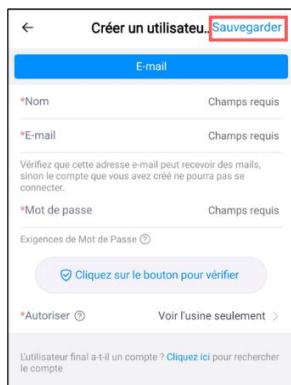 ← Créer un utilisateu.. Sauvegarder
E-mail
*Nom Champs requis
*E-mail Champs requis
Vérifiez que cette adresse e-mail peut recevoir des mails,
sinon le compte que vous avez créé ne pourra pas se
connecter.
*Mot de passe Champs requis
Exigences de Mot de Passe ?
Cliquez sur le bouton pour vérifier
*Autoriser ? Voir l'usine seulement >
L'utilisateur final a-t-il un compte ? Cliquez ici pour rechercher
le compte